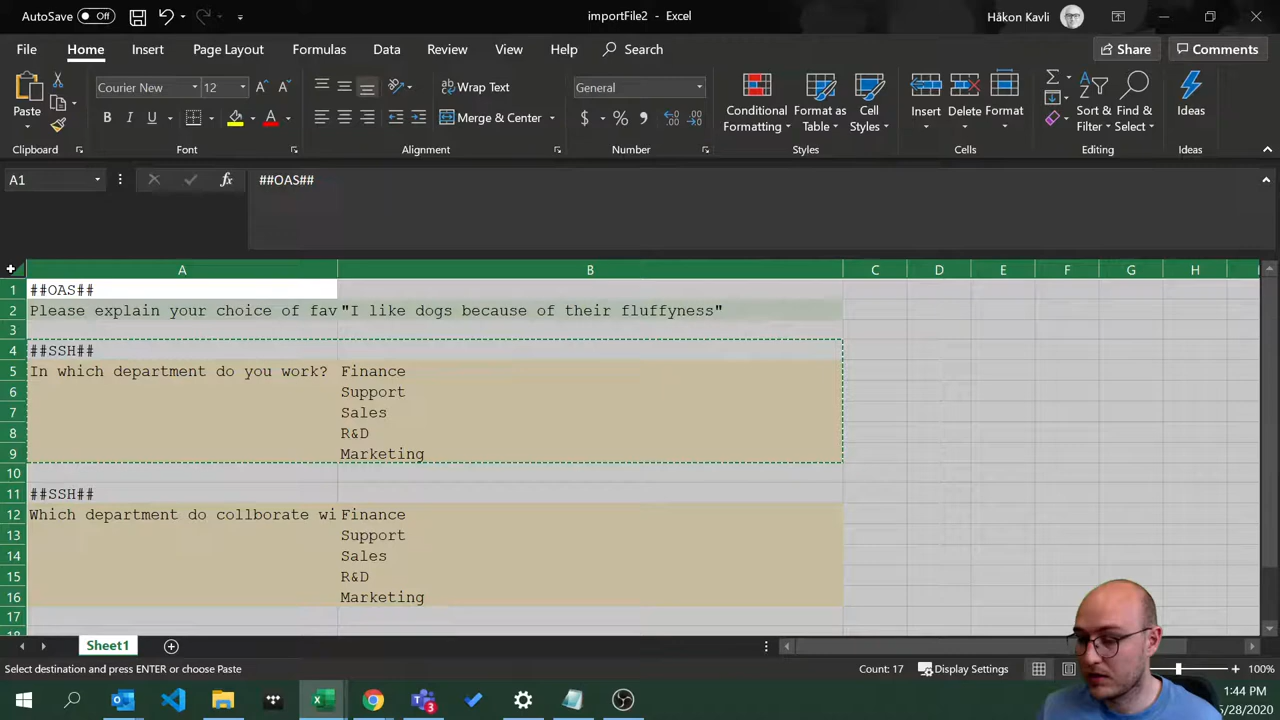 AutoSave Off importFile2 - Excel Håkon Kavli
File Home Insert Page Layout Formulas Data Review View Help Search Share Comments
Paste Courier New 12 Wrap Text General Conditional Formatting Format as Table Cell Styles Insert Delete Format Sort & Filter Find & Select Ideas
B I U A Merge & Center $ %
Clipboard Font Alignment Number Styles Cells Editing Ideas
A1 fx ##OAS##
A B C D E F G H
1 ##OAS##
2 Please explain your choice of fav "I like dogs because of their fluffyness"
3
4 ##SSH##
5 In which department do you work? Finance
6 Support
7 Sales
8 R&D
9 Marketing
10
11 ##SSH##
12 Which department do collborate wi Finance
13 Support
14 Sales
15 R&D
16 Marketing
17
Sheet1
Select destination and press ENTER or choose Paste Count: 17 Display Settings 100%
3 1:44 PM
5/28/2020